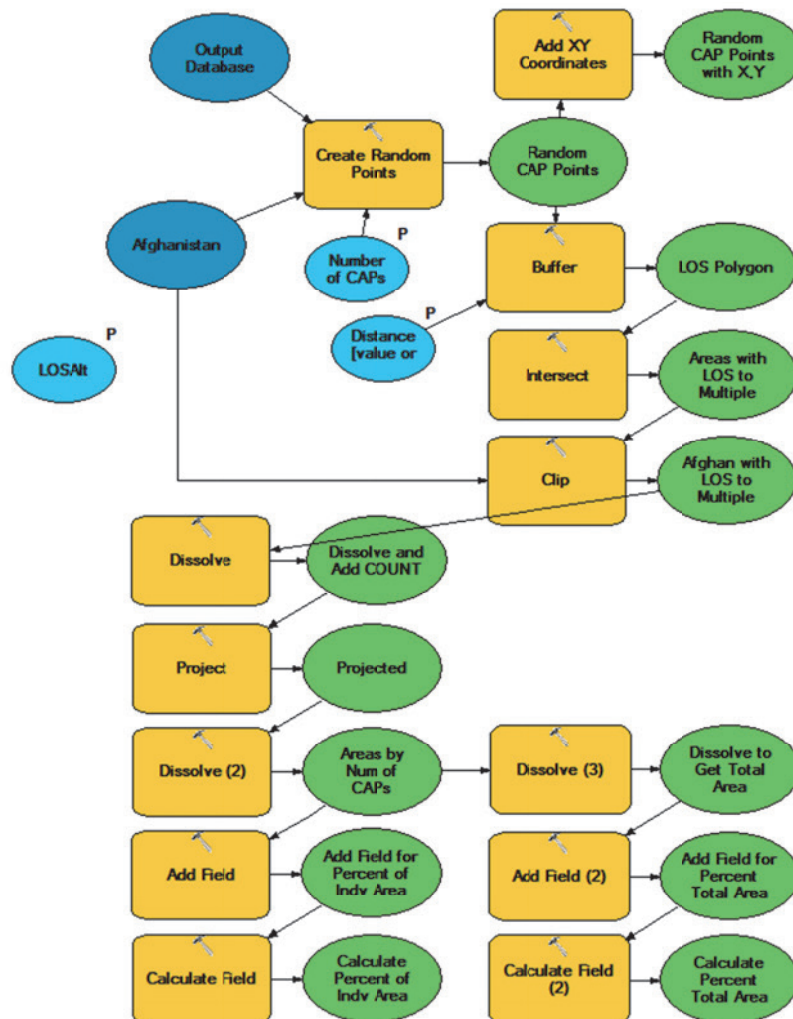 Output
Database
Add XY
Coordinates
Random
CAP Points
with X,Y
Create Random
Points
Random
CAP Points
Afghanistan
P
Number
of CAPs
Buffer
LOS Polygon
P
Distance
[value or
P
LOSAlt
Intersect
Areas with
LOS to
Multiple
Clip
Afghan with
LOS to
Multiple
Dissolve
Dissolve and
Add COUNT
Project
Projected
Dissolve (2)
Areas by
Num of
CAPs
Dissolve (3)
Dissolve to
Get Total
Area
Add Field
Add Field for
Percent of
Indv Area
Add Field (2)
Add Field for
Percent
Total Area
Calculate Field
Calculate
Percent of
Indv Area
Calculate Field
(2)
Calculate
Percent
Total Area